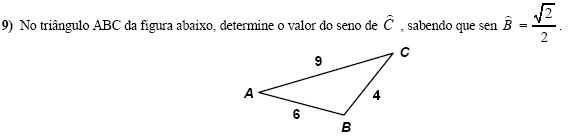 9) No triângulo ABC da figura abaixo, determine o valor do seno de Ĉ , sabendo que sen B̂ = √2/2 .
C
9
A
4
6
B